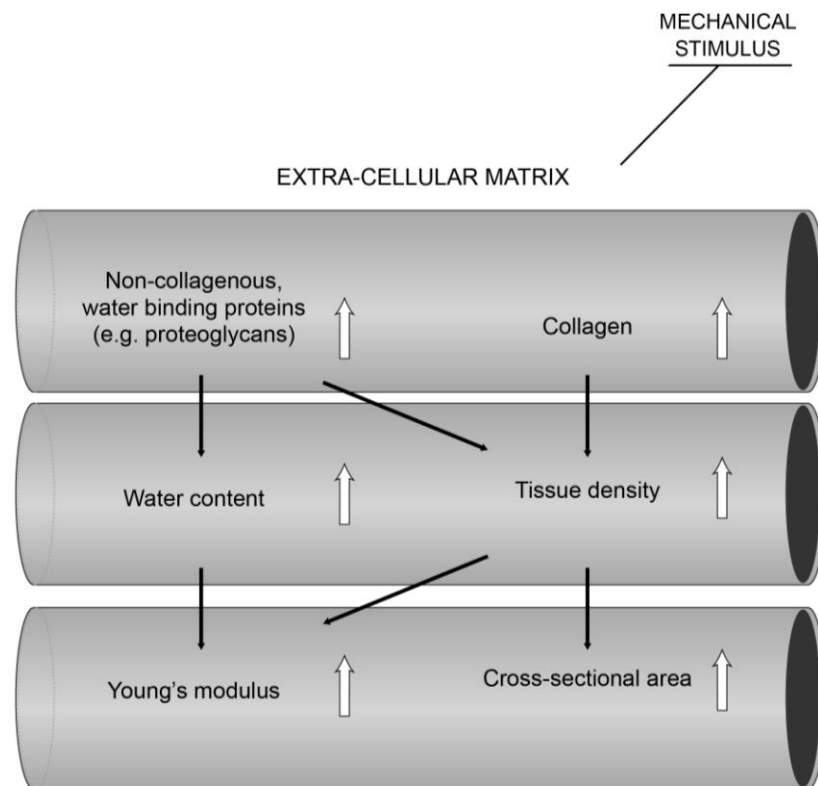 MECHANICAL
STIMULUS
EXTRA-CELLULAR MATRIX
Non-collagenous,
water binding proteins
(e.g. proteoglycans)
Collagen
Water content
Tissue density
Young's modulus
Cross-sectional area